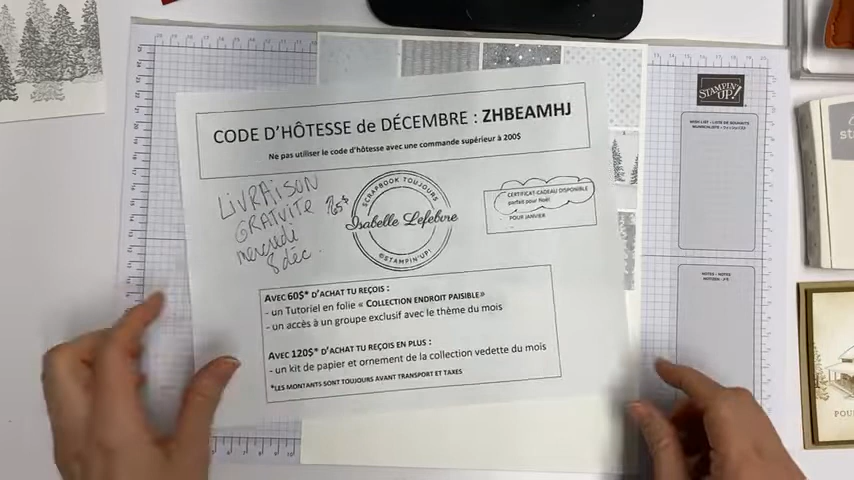 CODE D'HÔTESSE de DÉCEMBRE : ZHBEAMHJ
Ne pas utiliser le code d'hôtesse avec une commande supérieur à 200$
LIVRAISON
GRATUITE
mercredi
8 déc.
SCRAPBOOK TOUJOURS
Isabelle Lefebvre
©STAMPIN'UP!
CERTIFICAT-CADEAU DISPONIBLE
parfait pour Noël!
POUR JANVIER
AVEC 60$* D'ACHAT TU REÇOIS :
- un Tutoriel en folie « COLLECTION ENDROIT PAISIBLE»
- un accès à un groupe exclusif avec le thème du mois
AVEC 120$* D'ACHAT TU REÇOIS EN PLUS :
- un kit de papier et ornement de la collection vedette du mois
*LES MONTANTS SONT TOUJOURS AVANT TRANSPORT ET TAXES
STAMPIN' UP!